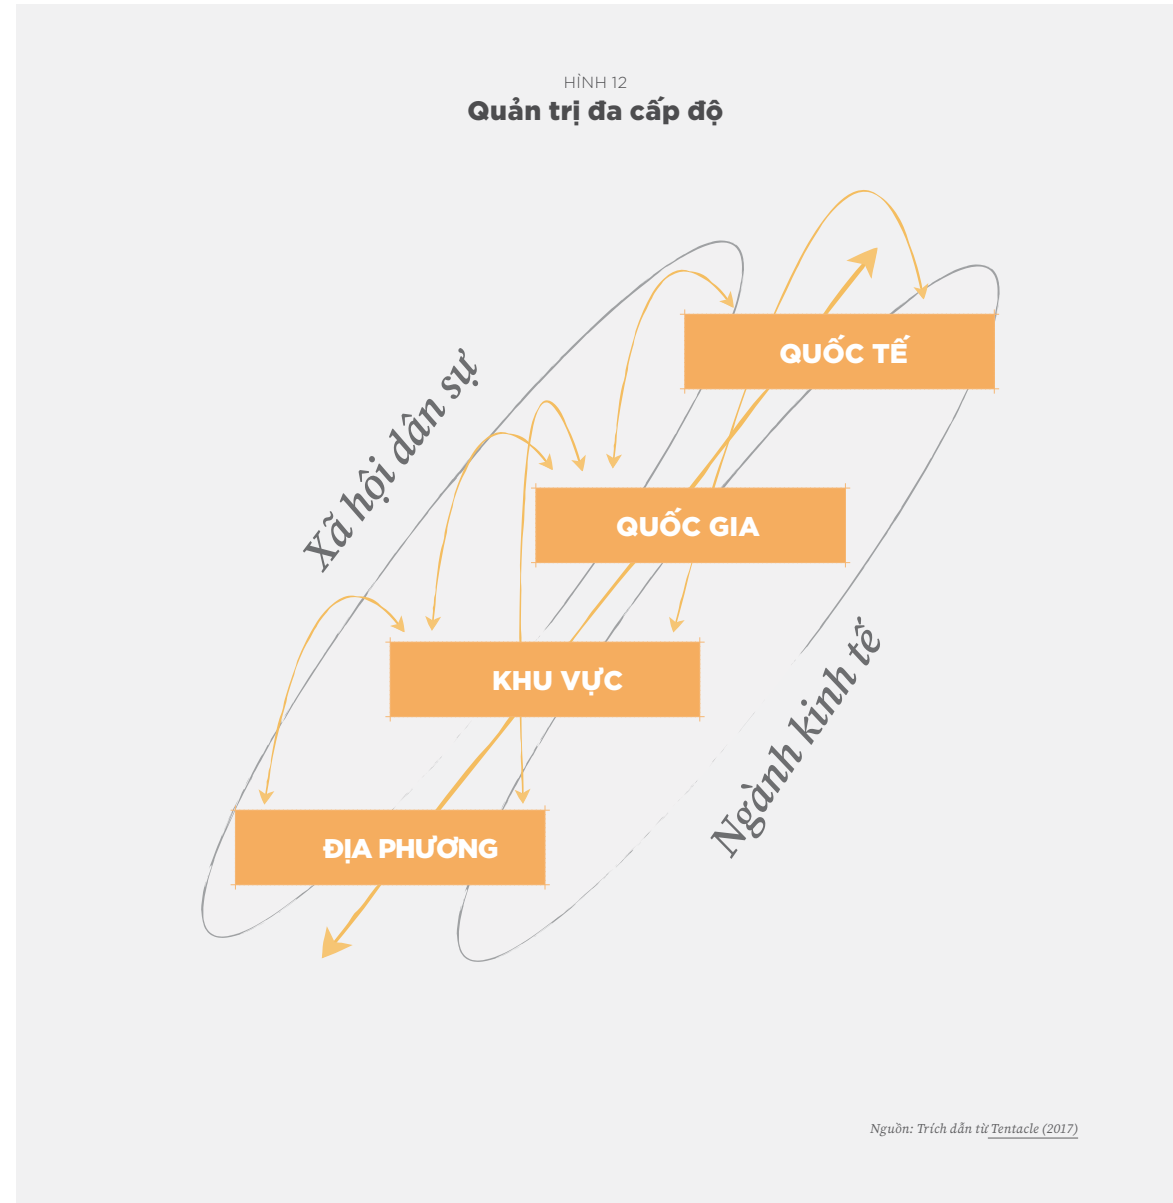 HÌNH 12
Quản trị đa cấp độ
QUỐC TẾ
Xã hội dân sự
QUỐC GIA
KHU VỰC
Ngành kinh tế
ĐỊA PHƯƠNG
Nguồn: Trích dẫn từ Tentacle (2017)